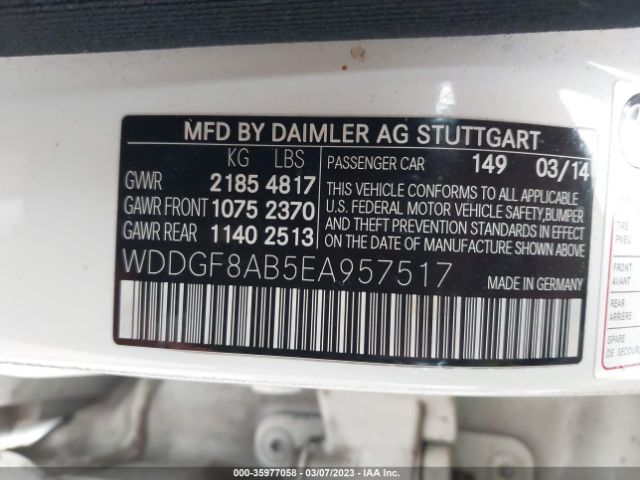 MFD BY DAIMLER AG STUTTGART
KG LBS
GVWR 2185 4817
GAWR FRONT 1075 2370
GAWR REAR 1140 2513
PASSENGER CAR 149 03/14
THIS VEHICLE CONFORMS TO ALL APPLICABLE
U.S. FEDERAL MOTOR VEHICLE SAFETY, BUMPER
AND THEFT PREVENTION STANDARDS IN EFFECT
ON THE DATE OF MANUFACTURE SHOWN ABOVE.
WDDGF8AB5EA957517
MADE IN GERMANY
TIRE
PNEU
FRONT
AVANT
REAR
ARRIÈRE
SPARE
DE SECOURS
000-35977058 - 03/07/2023 - IAA Inc.